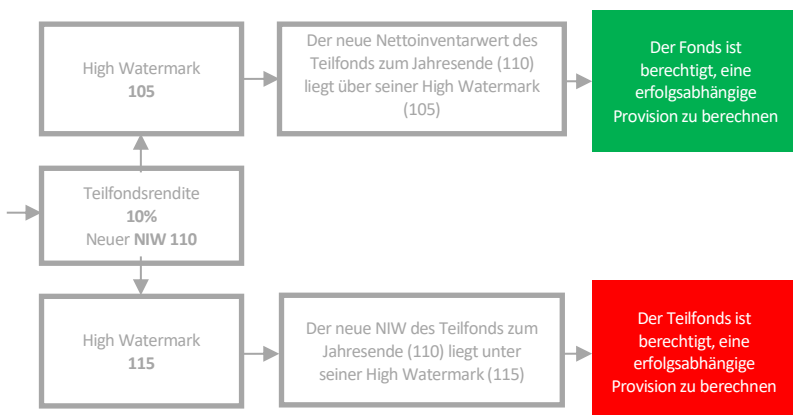 High Watermark
105
Der neue Nettoinventarwert des
Teilfonds zum Jahresende (110)
liegt über seiner High Watermark
(105)
Der Fonds ist
berechtigt, eine
erfolgsabhängige
Provision zu berechnen
Teilfondsrendite
10%
Neuer NIW 110
High Watermark
115
Der neue NIW des Teilfonds zum
Jahresende (110) liegt unter
seiner High Watermark (115)
Der Teilfonds ist
berechtigt, eine
erfolgsabhängige
Provision zu berechnen